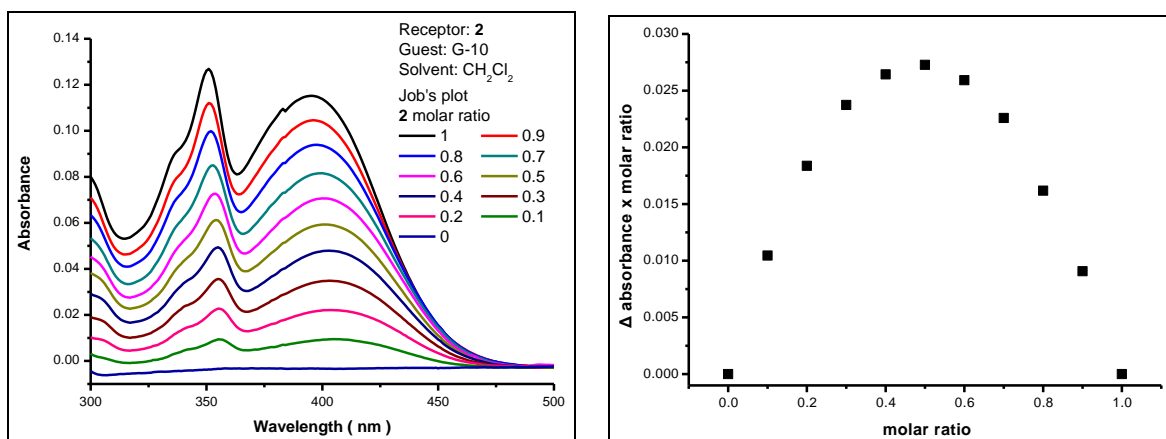 Receptor: 2
Guest: G-10
Solvent: CH2Cl2
Job's plot
2 molar ratio
1 0.9
0.8 0.7
0.6 0.5
0.4 0.3
0.2 0.1
0
0.14
0.12
0.10
0.08
0.06
0.04
0.02
0.00
Absorbance
300 350 400 450 500
Wavelength ( nm )
0.030
0.025
0.020
0.015
0.010
0.005
0.000
Δ absorbance x molar ratio
0.0 0.2 0.4 0.6 0.8 1.0
molar ratio